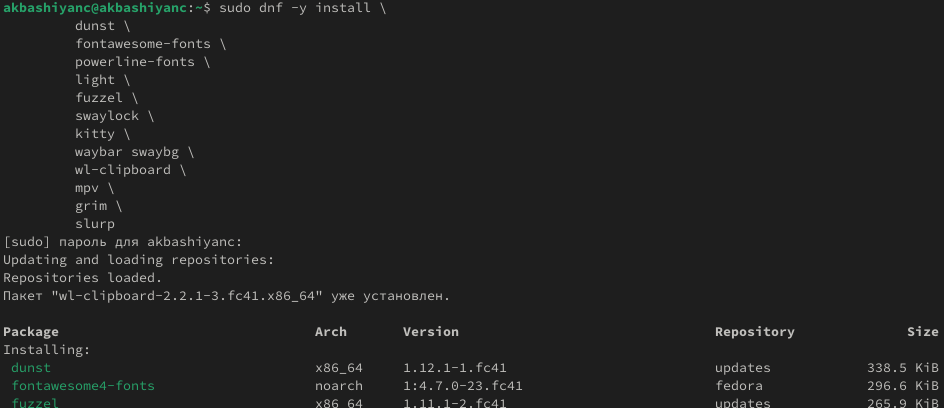 akbashiyanc@akbashiyanc:~$ sudo dnf -y install \
dunst \
fontawesome-fonts \
powerline-fonts \
light \
fuzzel \
swaylock \
kitty \
waybar swaybg \
wl-clipboard \
mpv \
grim \
slurp
[sudo] пароль для akbashiyanc:
Updating and loading repositories:
Repositories loaded.
Пакет "wl-clipboard-2.2.1-3.fc41.x86_64" уже установлен.
Package Arch Version Repository Size
Installing:
dunst x86_64 1.12.1-1.fc41 updates 338.5 KiB
fontawesome4-fonts noarch 1:4.7.0-23.fc41 fedora 296.6 KiB
fuzzel x86_64 1.11.1-2.fc41 updates 265.9 KiB